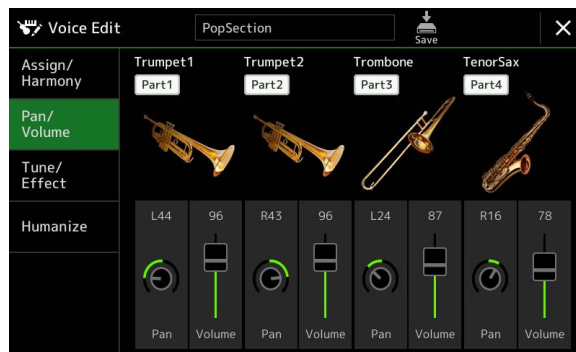 Voice Edit
PopSection
Save
Assign/
Harmony
Pan/
Volume
Tune/
Effect
Humanize
Trumpet1
Trumpet2
Trombone
TenorSax
Part1
Part2
Part3
Part4
L44
96
R43
96
L24
87
R16
78
Pan
Volume
Pan
Volume
Pan
Volume
Pan
Volume